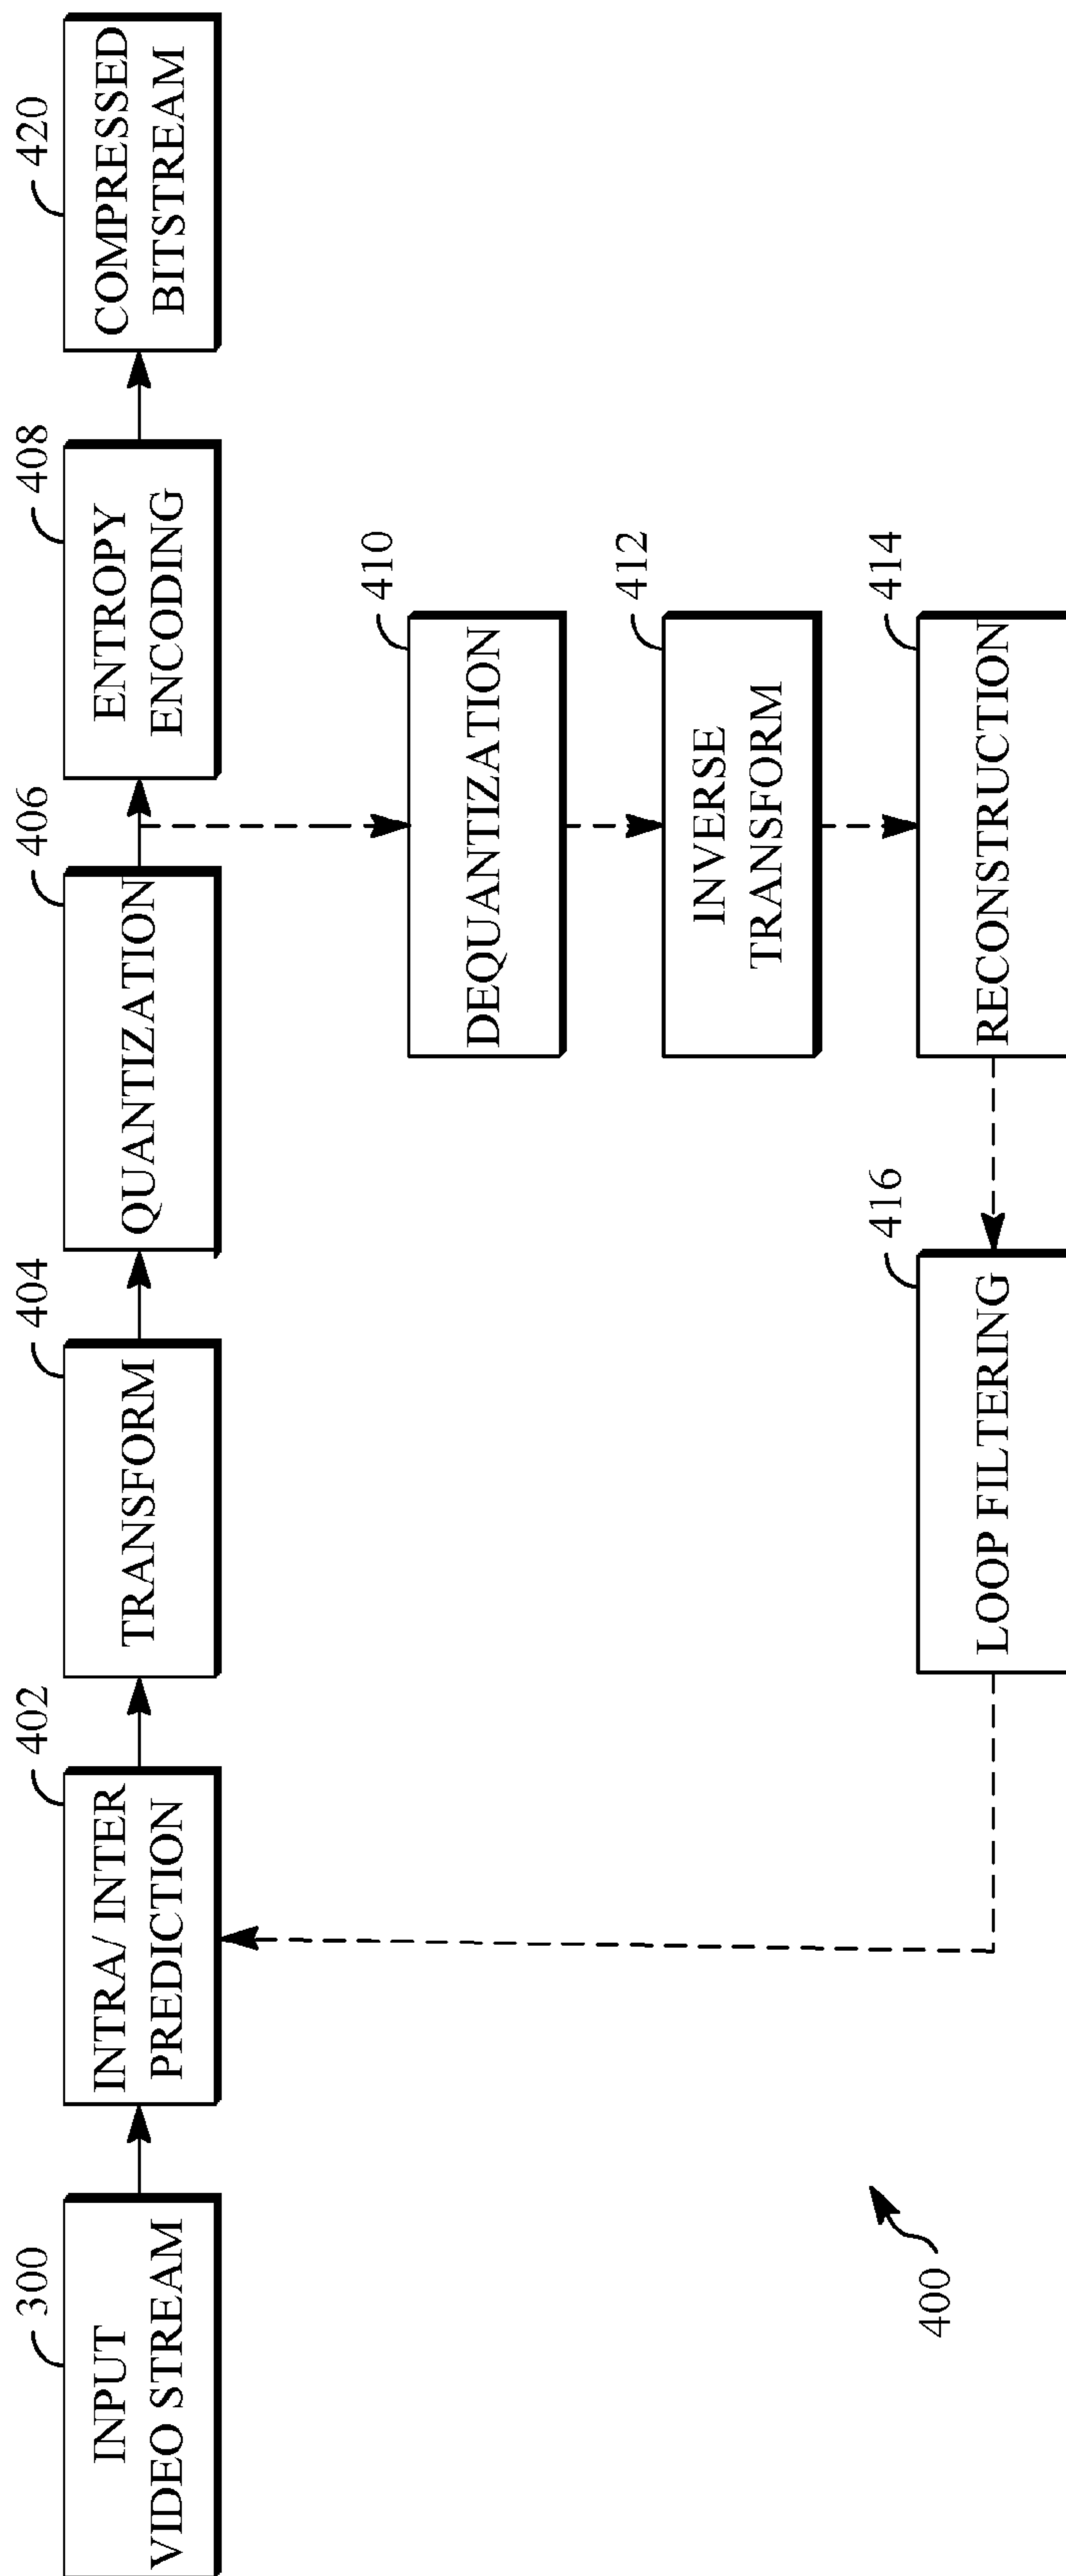 300
INPUT
VIDEO STREAM
402
INTRA/ INTER
PREDICTION
404
TRANSFORM
406
QUANTIZATION
408
ENTROPY
ENCODING
420
COMPRESSED
BITSTREAM
410
DEQUANTIZATION
412
INVERSE
TRANSFORM
416
LOOP FILTERING
414
RECONSTRUCTION
400